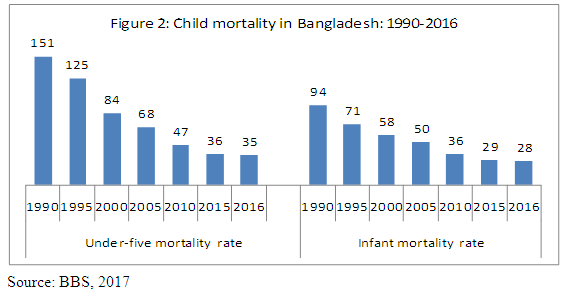 Figure 2: Child mortality in Bangladesh: 1990-2016
151 125 84 68 47 36 35 94 71 58 50 36 29 28
1990 1995 2000 2005 2010 2015 2016 1990 1995 2000 2005 2010 2015 2016
Under-five mortality rate Infant mortality rate
Source: BBS, 2017